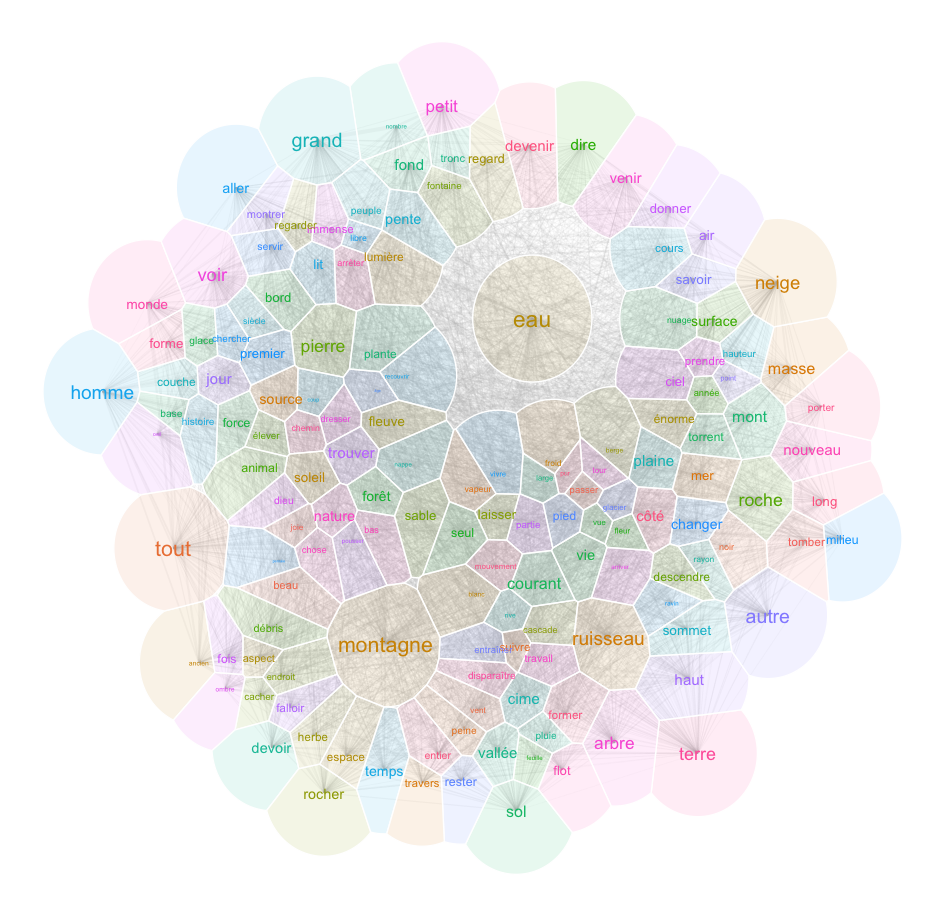 petit
nombre
grand
devenir
dire
fond
tronc
regard
venir
fontaine
aller
montrer
peuple
pente
donner
regarder
immense
libre
air
servir
cours
lumière
arrêter
lit
voir
savoir
neige
bord
monde
siècle
nuage
surface
eau
forme
glace
chercher
premier
pierre
plante
hauteur
prendre
masse
couche
jour
ciel
point
homme
source
année
porter
base
histoire
force
fleuve
dresser
énorme
mont
chemin
élever
torrent
trouver
nouveau
animal
soleil
froid
tour
plaine
vivre
large
mer
passer
dieu
forêt
vapeur
roche
long
nature
sable
laisser
partie
pied
glacier
côté
changer
joie
bas
seul
vue
fleur
tout
chose
vie
noir
tomber
milieu
rayon
beau
mouvement
courant
descendre
autre
débris
cascade
sommet
montagne
ruisseau
entraîner
suivre
fois
aspect
travail
ancien
endroit
disparaître
haut
ombre
cacher
falloir
cime
former
vent
herbe
peine
pluie
devoir
espace
entier
vallée
arbre
terre
feuille
flot
temps
travers
rester
rocher
sol